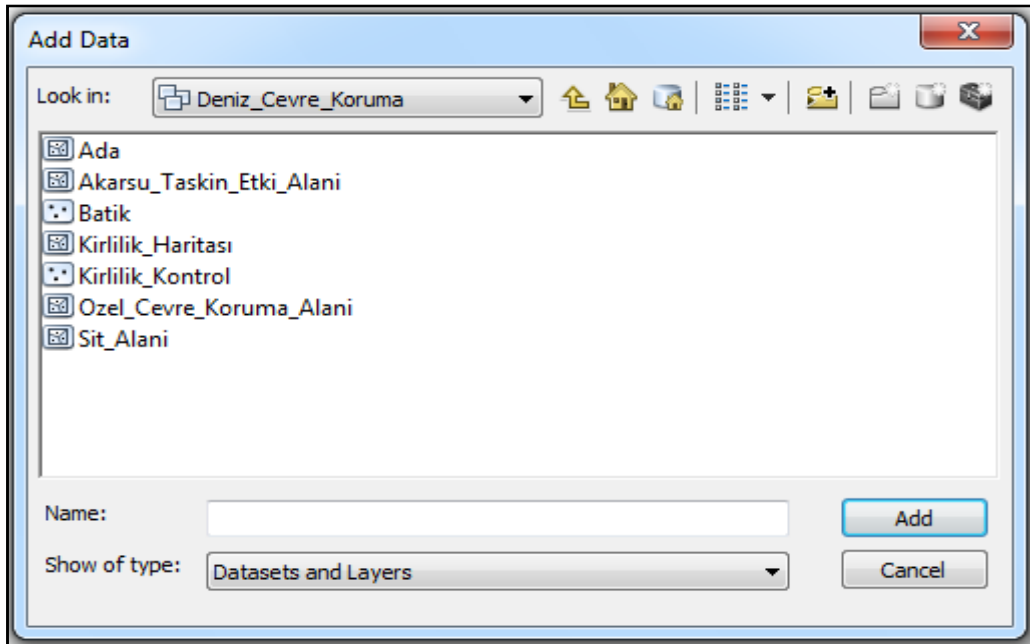 Add Data
Look in: Deniz_Cevre_Koruma
Ada
Akarsu_Taskin_Etki_Alani
Batik
Kirlilik_Haritası
Kirlilik_Kontrol
Ozel_Cevre_Koruma_Alani
Sit_Alani
Name: Add
Show of type: Datasets and Layers Cancel